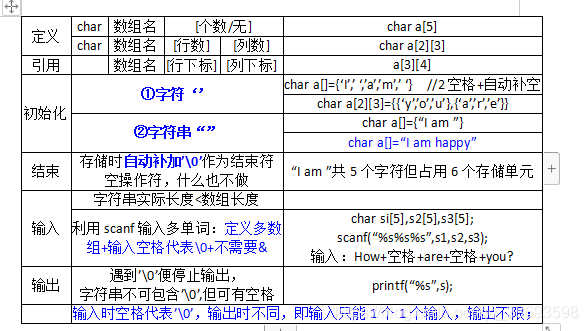 定义 char 数组名 [个数/无] char a[5]
char 数组名 [行数] [列数] char a[2][3]
引用 数组名 [行下标] [列下标] a[3][4]
初始化 ①字符 ‘’ char a[]={‘I’,’ ‘,’a’,’m’,’ ‘} //2 空格+自动补空
char a[2][3]={{‘y’,’o’,’u’},{‘a’,’r’,’e’}}
②字符串 “” char a[]={“I am ”}
char a[]=“I am happy”
结束 存储时自动补加’\0’作为结束符
空操作符，什么也不做
“I am ”共 5 个字符但占用 6 个存储单元
输入 字符串实际长度<数组长度
利用 scanf 输入多单词：定义多数
组+输入空格代表\0+不需要&
char si[5],s2[5],s3[5];
scanf(“%s%s%s”,s1,s2,s3);
输入：How+空格+are+空格+you?
输出 遇到’\0’便停止输出，
字符串不可包含’\0’,但可有空格
printf(“%s”,s);
输入时空格代表’\0’，输出时不同，即输入只能 1 个 1 个输入，输出不限；